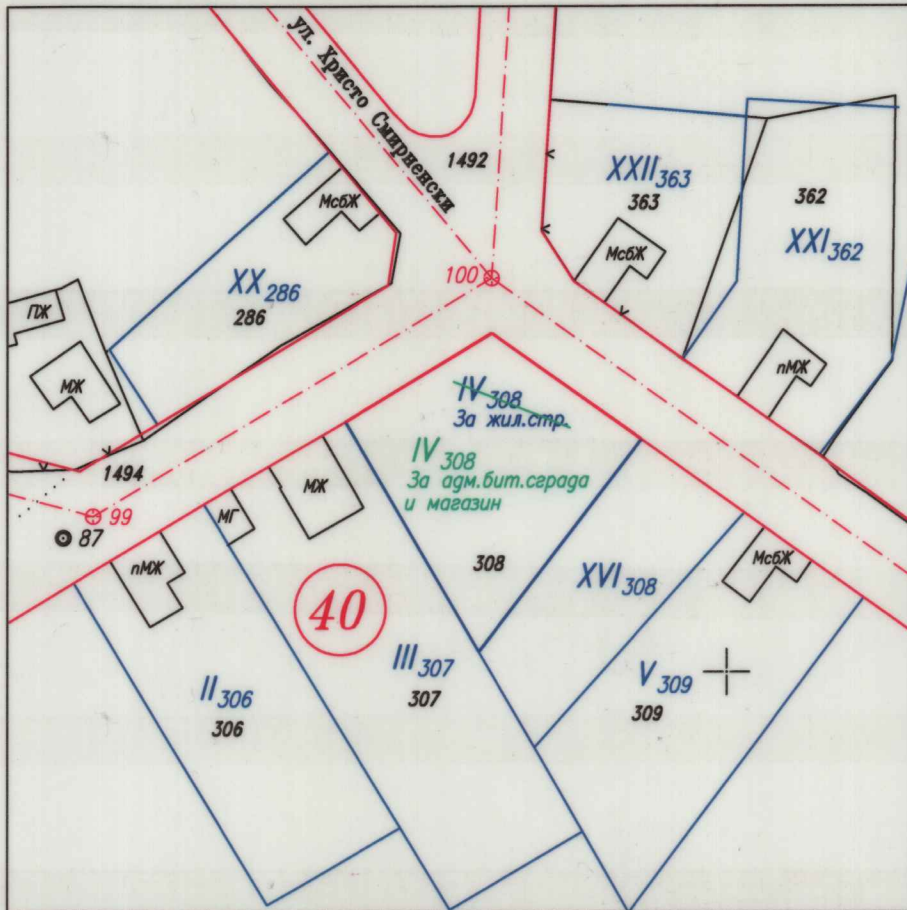 ул. Христо Смирненски
1492
XXII363
363
362
XXI362
МсбЖ
МсбЖ
XX286
286
100
ПЖ
МЖ
пМЖ
IV308
За жил.стр.
IV308
За адм.бит.сграда
и магазин
1494
99
87
МЖ
МГ
пМЖ
308
XVI308
МсбЖ
40
II306
306
III307
307
V309
309